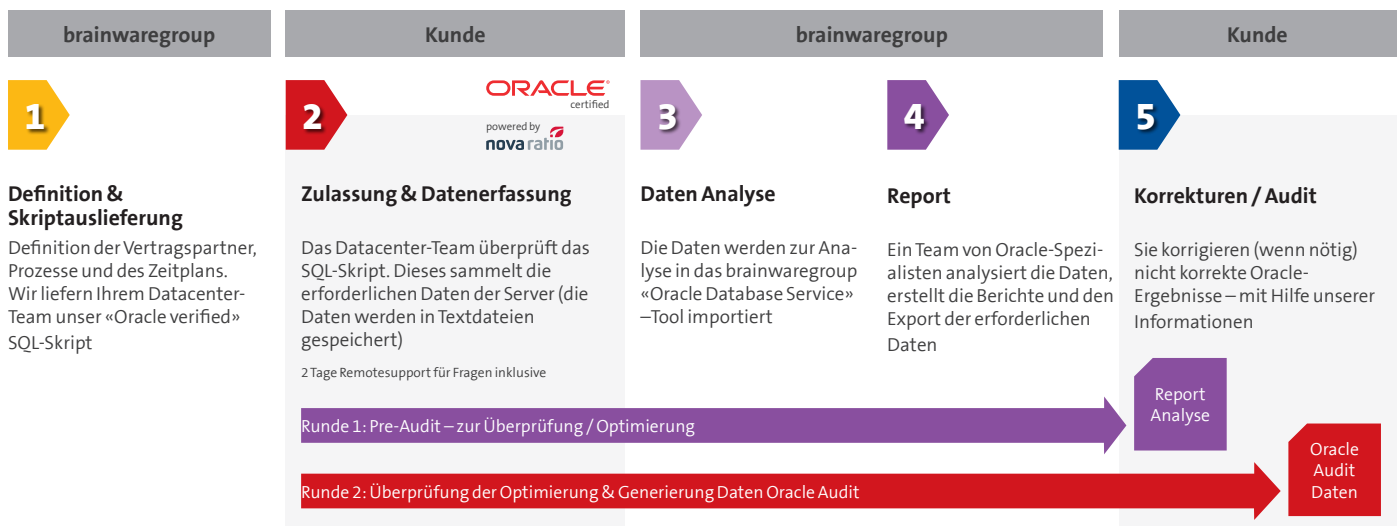 brainwaregroup
Kunde
brainwaregroup
Kunde
1
Definition &
Skriptauslieferung
Definition der Vertragspartner,
Prozesse und des Zeitplans.
Wir liefern Ihrem Datacenter-
Team unser «Oracle verified»
SQL-Skript
2
ORACLE®
certified
powered by
novaratio
Zulassung & Datenerfassung
Das Datacenter-Team überprüft das
SQL-Skript. Dieses sammelt die
erforderlichen Daten der Server (die
Daten werden in Textdateien
gespeichert)
2 Tage Remotesupport für Fragen inklusive
3
Daten Analyse
Die Daten werden zur Ana-
lyse in das brainwaregroup
«Oracle Database Service»
–Tool importiert
4
Report
Ein Team von Oracle-Spezi-
alisten analysiert die Daten,
erstellt die Berichte und den
Export der erforderlichen
Daten
5
Korrekturen / Audit
Sie korrigieren (wenn nötig)
nicht korrekte Oracle-
Ergebnisse – mit Hilfe unserer
Informationen
Runde 1: Pre-Audit – zur Überprüfung / Optimierung
Report
Analyse
Runde 2: Überprüfung der Optimierung & Generierung Daten Oracle Audit
Oracle
Audit
Daten